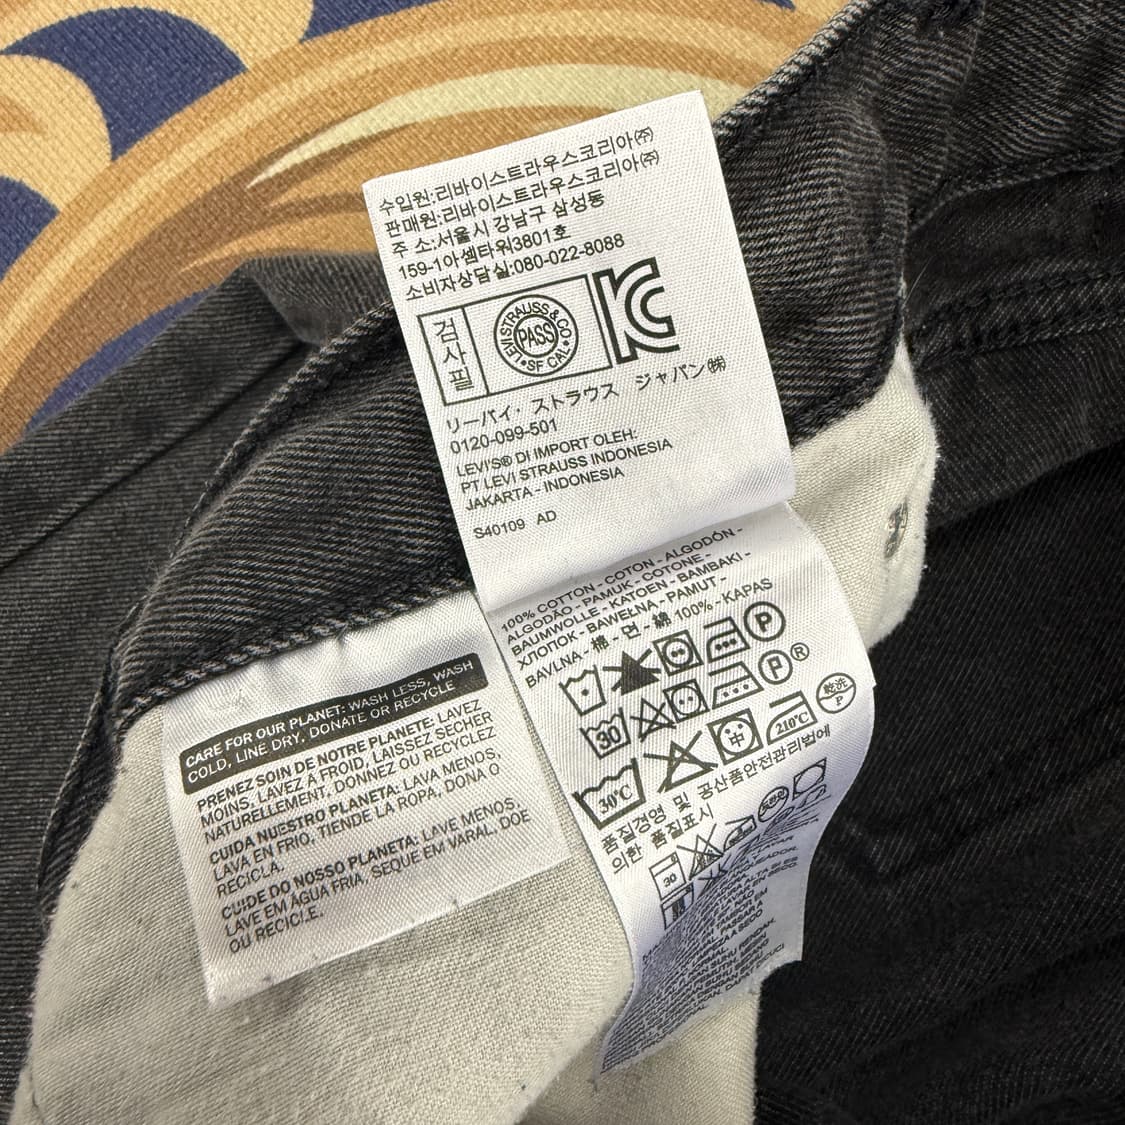 수입원:리바이스트라우스코리아㈜
판매원:리바이스트라우스코리아㈜
주 소:서울시 강남구 삼성동
159-1아셈타워3801호
소비자상담실:080-022-8088
검사필
LEVI STRAUSS & CO
PASS
SF CAL
リーバイ・ストラウス ジャパン㈱
0120-099-501
LEVI'S® DI IMPORT OLEH:
PT LEVI STRAUSS INDONESIA
JAKARTA - INDONESIA
S40109 AD
100% COTTON - COTON - ALGODÓN -
ALGODÃO - PAMUK - COTONE -
BAUMWOLLE - KATOEN - BAMBAKI -
ХЛОПОК - BAWEŁNA - PAMUT -
BAVLNA - 棉 - 면 - 綿 100% - KAPAS
P
30 P ®
30℃ 中 210℃ 乾洗 P
품질경영 및 공산품안전관리법에
의한 품질표시
30
CARE FOR OUR PLANET: WASH LESS, WASH
COLD, LINE DRY, DONATE OR RECYCLE
PRENEZ SOIN DE NOTRE PLANETE: LAVEZ
MOINS, LAVEZ À FROID, LAISSEZ SECHER
NATURELLEMENT, DONNEZ OU RECYCLEZ
CUIDA NUESTRO PLANETA: LAVA MENOS,
LAVA EN FRIO, TIENDE LA ROPA, DONA O
RECICLA.
CUIDE DO NOSSO PLANETA: LAVE MENOS,
LAVE EM ÁGUA FRIA, SEQUE EM VARAL, DOE
OU RECICLE.